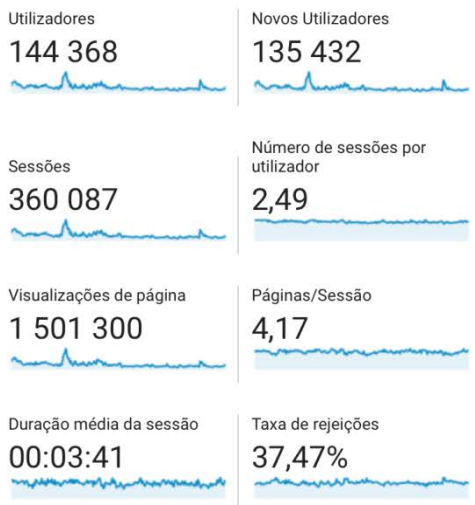 Utilizadores
144 368
Novos Utilizadores
135 432
Sessões
360 087
Número de sessões por
utilizador
2,49
Visualizações de página
1 501 300
Páginas/Sessão
4,17
Duração média da sessão
00:03:41
Taxa de rejeições
37,47%